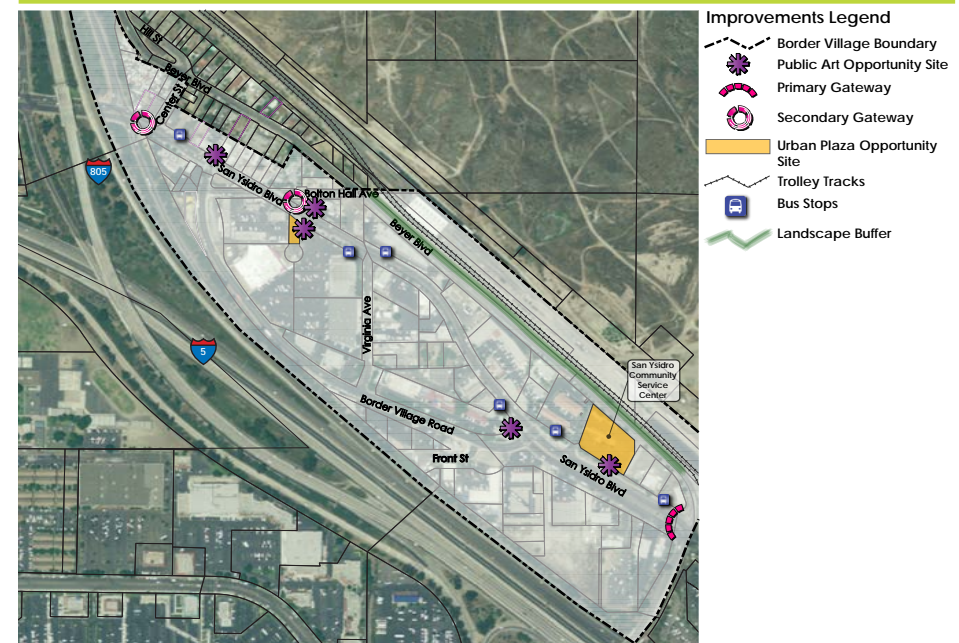 Improvements Legend
Border Village Boundary
Public Art Opportunity Site
Primary Gateway
Secondary Gateway
Urban Plaza Opportunity
Site
Trolley Tracks
Bus Stops
Landscape Buffer
Hill St
Beyer Blvd
Center St
805
San Ysidro Blvd
Bolton Hall Ave
Beyer Blvd
Virginia Ave
5
San Ysidro
Community
Service
Center
Border Village Road
Front St
San Ysidro Blvd